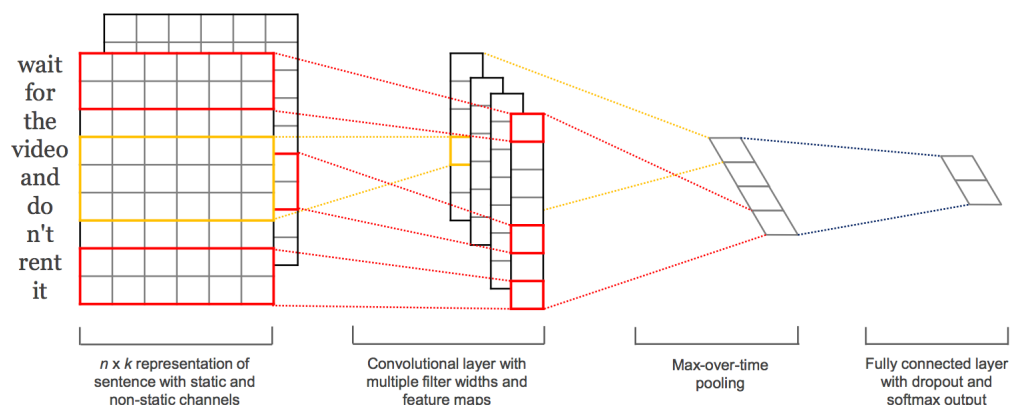 wait
for
the
video
and
do
n't
rent
it
n x k representation of
sentence with static and
non-static channels
Convolutional layer with
multiple filter widths and
feature maps
Max-over-time
pooling
Fully connected layer
with dropout and
softmax output